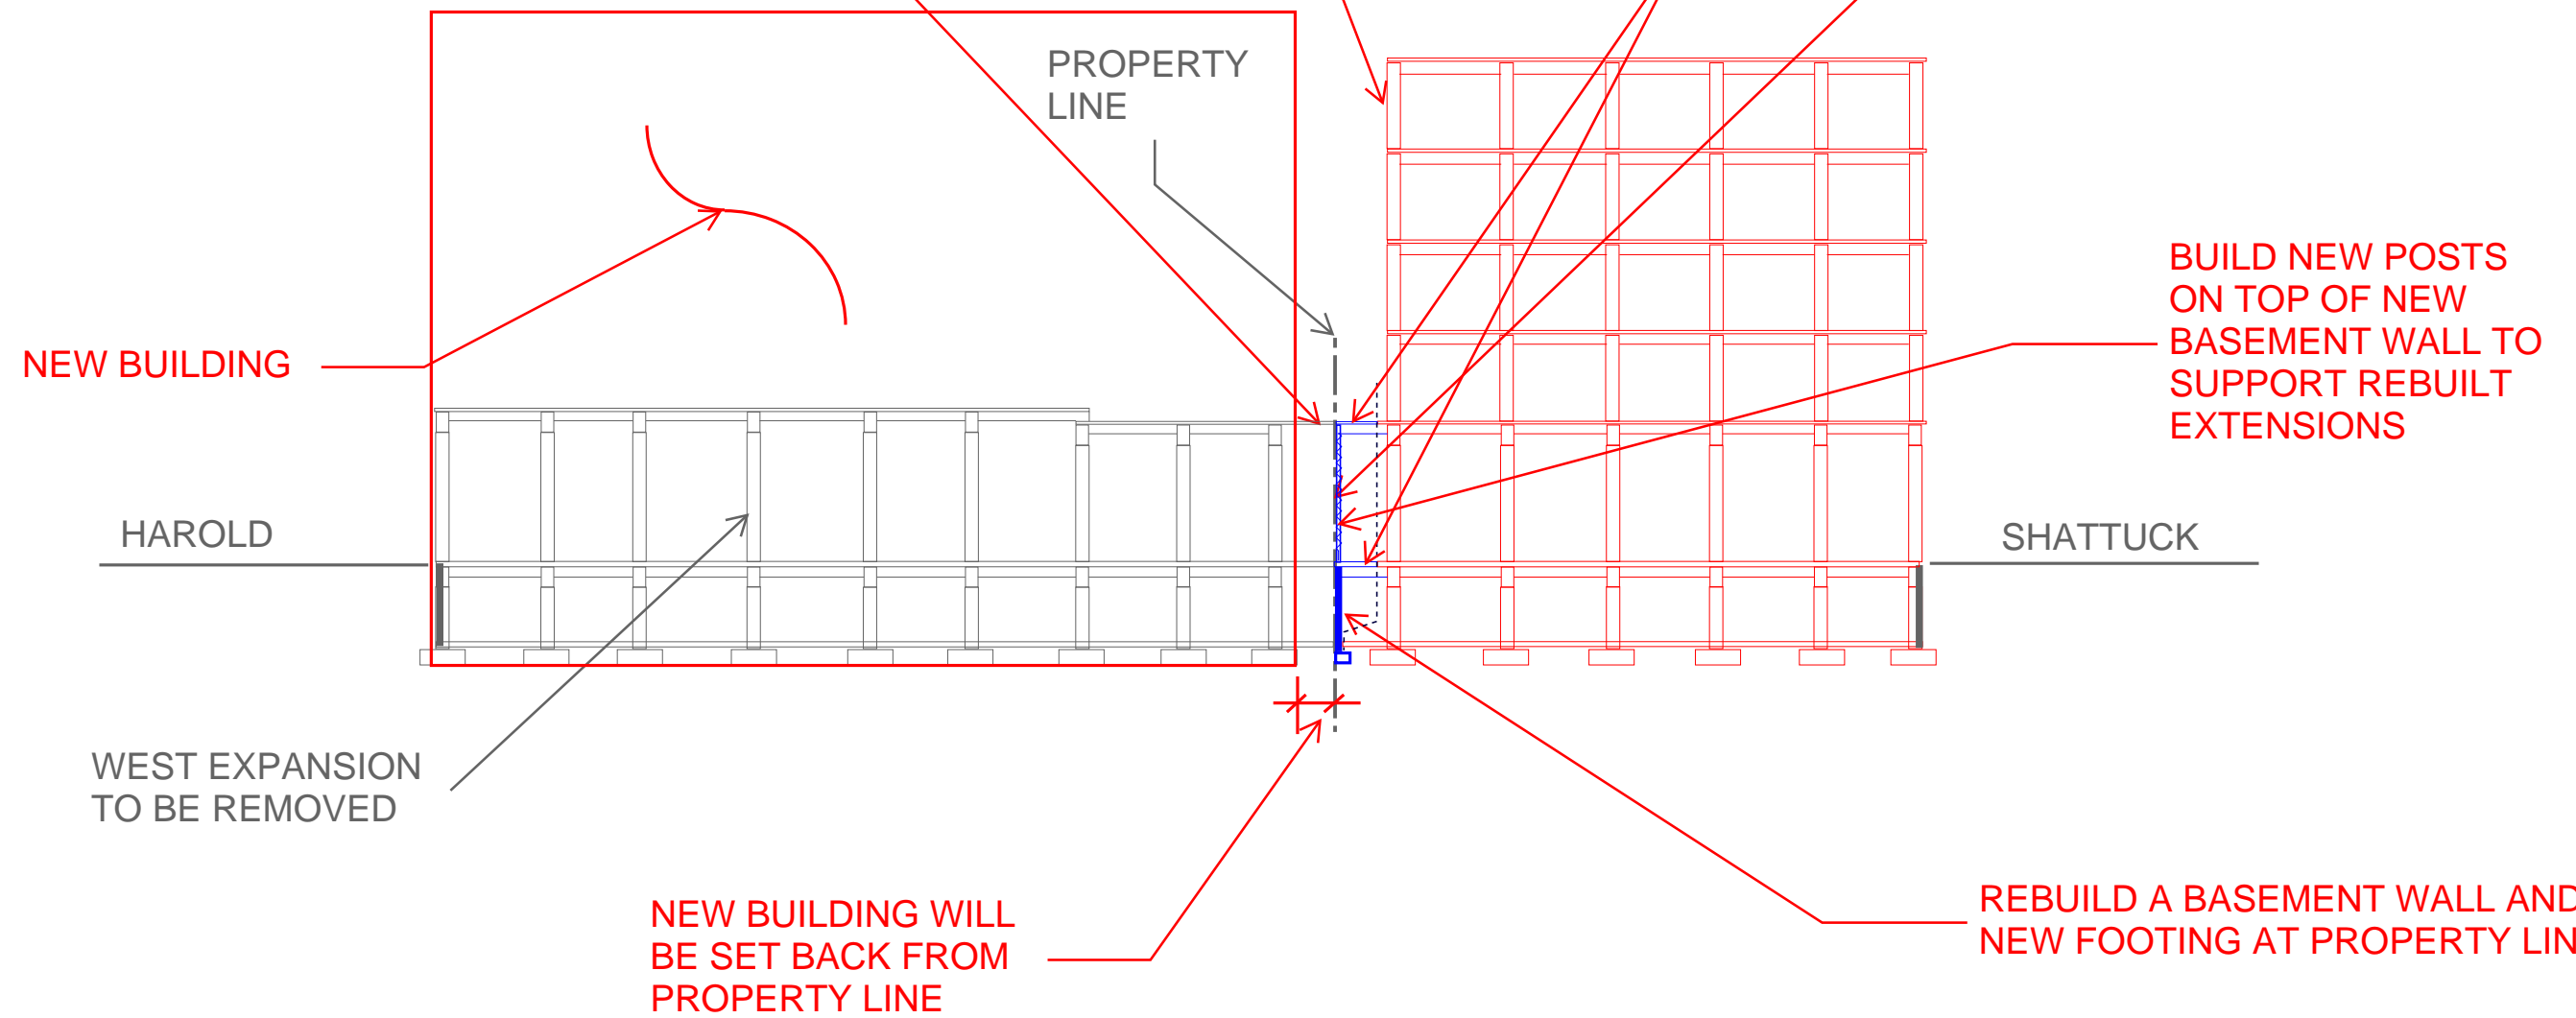 PROPERTY
LINE
BUILD NEW POSTS
ON TOP OF NEW
BASEMENT WALL TO
SUPPORT REBUILT
EXTENSIONS
NEW BUILDING
HAROLD
SHATTUCK
WEST EXPANSION
TO BE REMOVED
NEW BUILDING WILL
BE SET BACK FROM
PROPERTY LINE
REBUILD A BASEMENT WALL AND
NEW FOOTING AT PROPERTY LIN